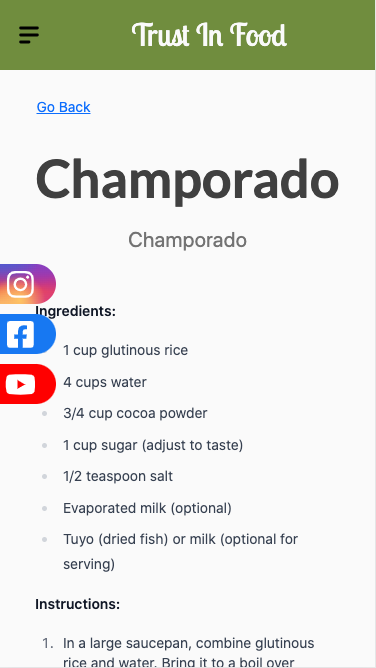 Trust In Food
Go Back
Champorado
Champorado
Ingredients:
1 cup glutinous rice
4 cups water
3/4 cup cocoa powder
1 cup sugar (adjust to taste)
1/2 teaspoon salt
Evaporated milk (optional)
Tuyo (dried fish) or milk (optional for
serving)
Instructions:
1. In a large saucepan, combine glutinous
rice and water. Bring it to a boil over